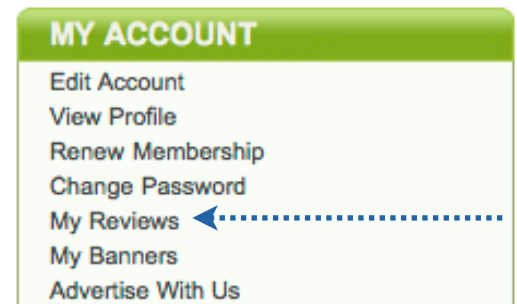 MY ACCOUNT
Edit Account
View Profile
Renew Membership
Change Password
My Reviews
My Banners
Advertise With Us